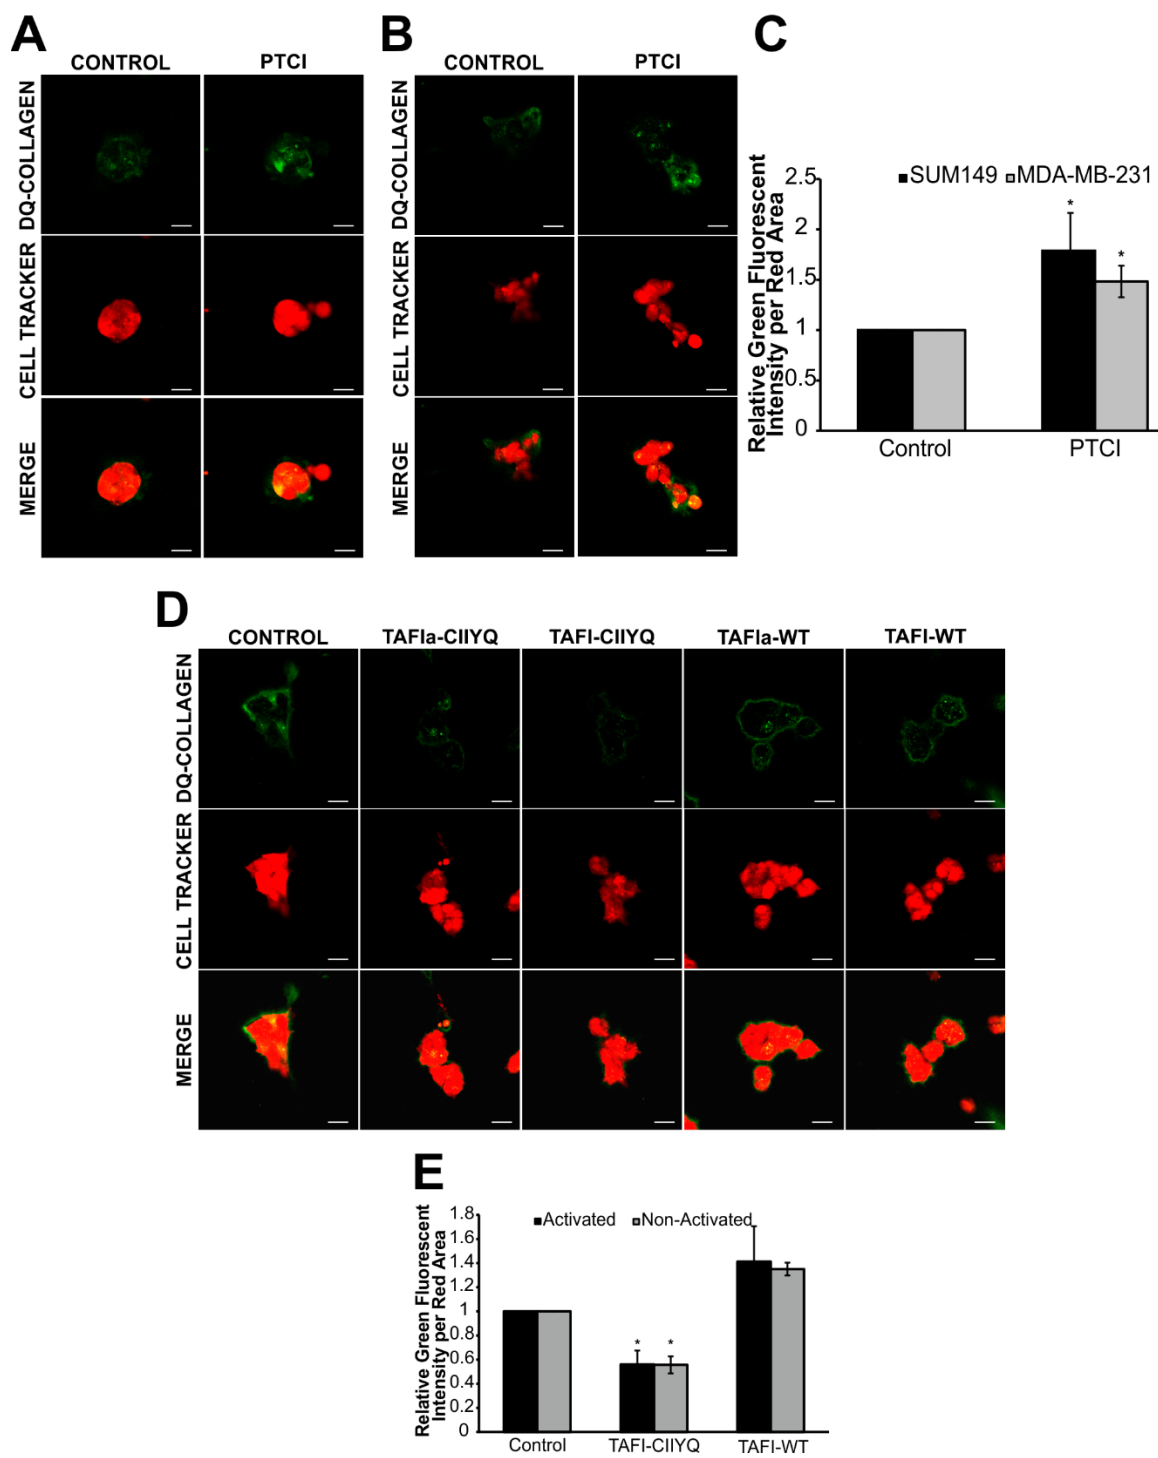 A
CONTROL
PTCI
DQ-COLLAGEN
CELL TRACKER
MERGE
B
CONTROL
PTCI
DQ-COLLAGEN
CELL TRACKER
MERGE
C
SUM149
MDA-MB-231
Relative Green Fluorescent
Intensity per Red Area
2.5
2
1.5
1
0.5
0
*
*
Control
PTCI
D
CONTROL
TAFIa-CIIYQ
TAFI-CIIYQ
TAFIa-WT
TAFI-WT
DQ-COLLAGEN
CELL TRACKER
MERGE
E
Activated
Non-Activated
Relative Green Fluorescent
Intensity per Red Area
1.8
1.4
1.2
1
0.8
0.6
0.4
0.2
0
*
*
Control
TAFI-CIIYQ
TAFI-WT